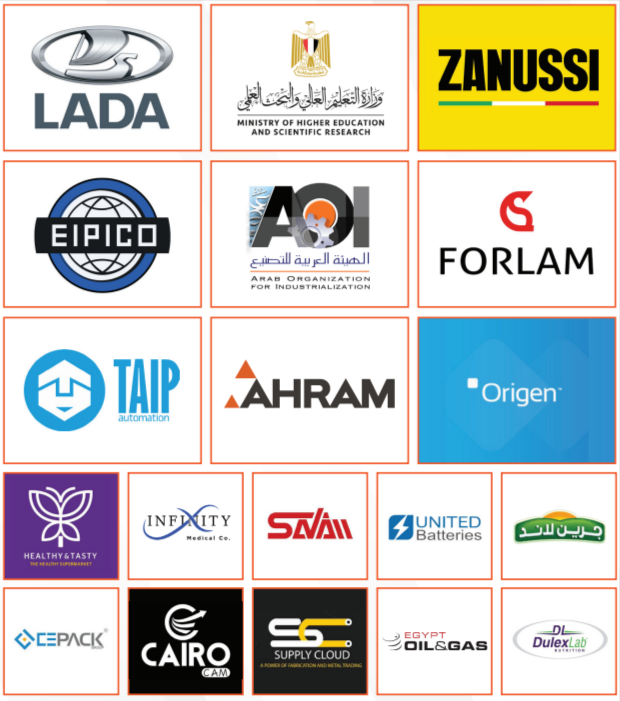 LADA
وزارة التعليم العالي والبحث العلمي
MINISTRY OF HIGHER EDUCATION
AND SCIENTIFIC RESEARCH
ZANUSSI
EIPICO
AOI
الهيئة العربية للتصنيع
ARAB ORGANIZATION
FOR INDUSTRIALIZATION
FORLAM
TAIP
automation
AHRAM
Origen
HEALTHY & TASTY
THE HEALTHY SUPERMARKET
INFINITY
Medical Co.
UNITED
Batteries
جرين لاند
CEPACK
CAIRO
CAM
SC
SUPPLY CLOUD
A POWER OF FABRICATION AND METAL TRADING
EGYPT
OIL&GAS
DL
DulexLab
NUTRITION